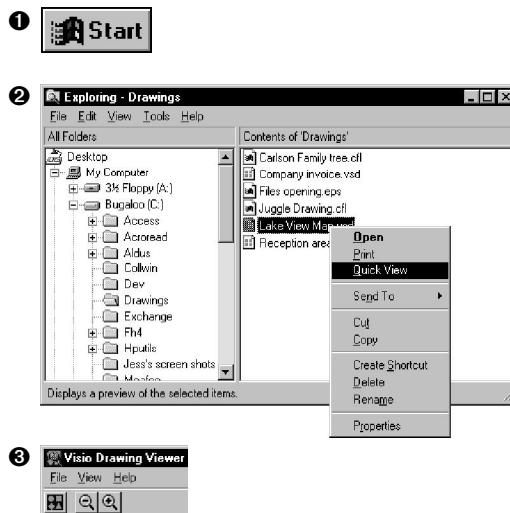 ❶ Start
❷ Exploring - Drawings
File Edit View Tools Help
All Folders
Contents of 'Drawings'
Desktop
My Computer
3½ Floppy (A:)
Bugaloo (C:)
Access
Acroread
Aldus
Collwin
Dev
Drawings
Exchange
Fh4
Hputils
Jess's screen shots
Carlson Family tree.cfl
Company invoice.vsd
Files opening.eps
Juggle Drawing.cfl
Lake View Map
Reception area
Open
Print
Quick View
Send To
Cut
Copy
Create Shortcut
Delete
Rename
Properties
Displays a preview of the selected items.
❸ Visio Drawing Viewer
File View Help